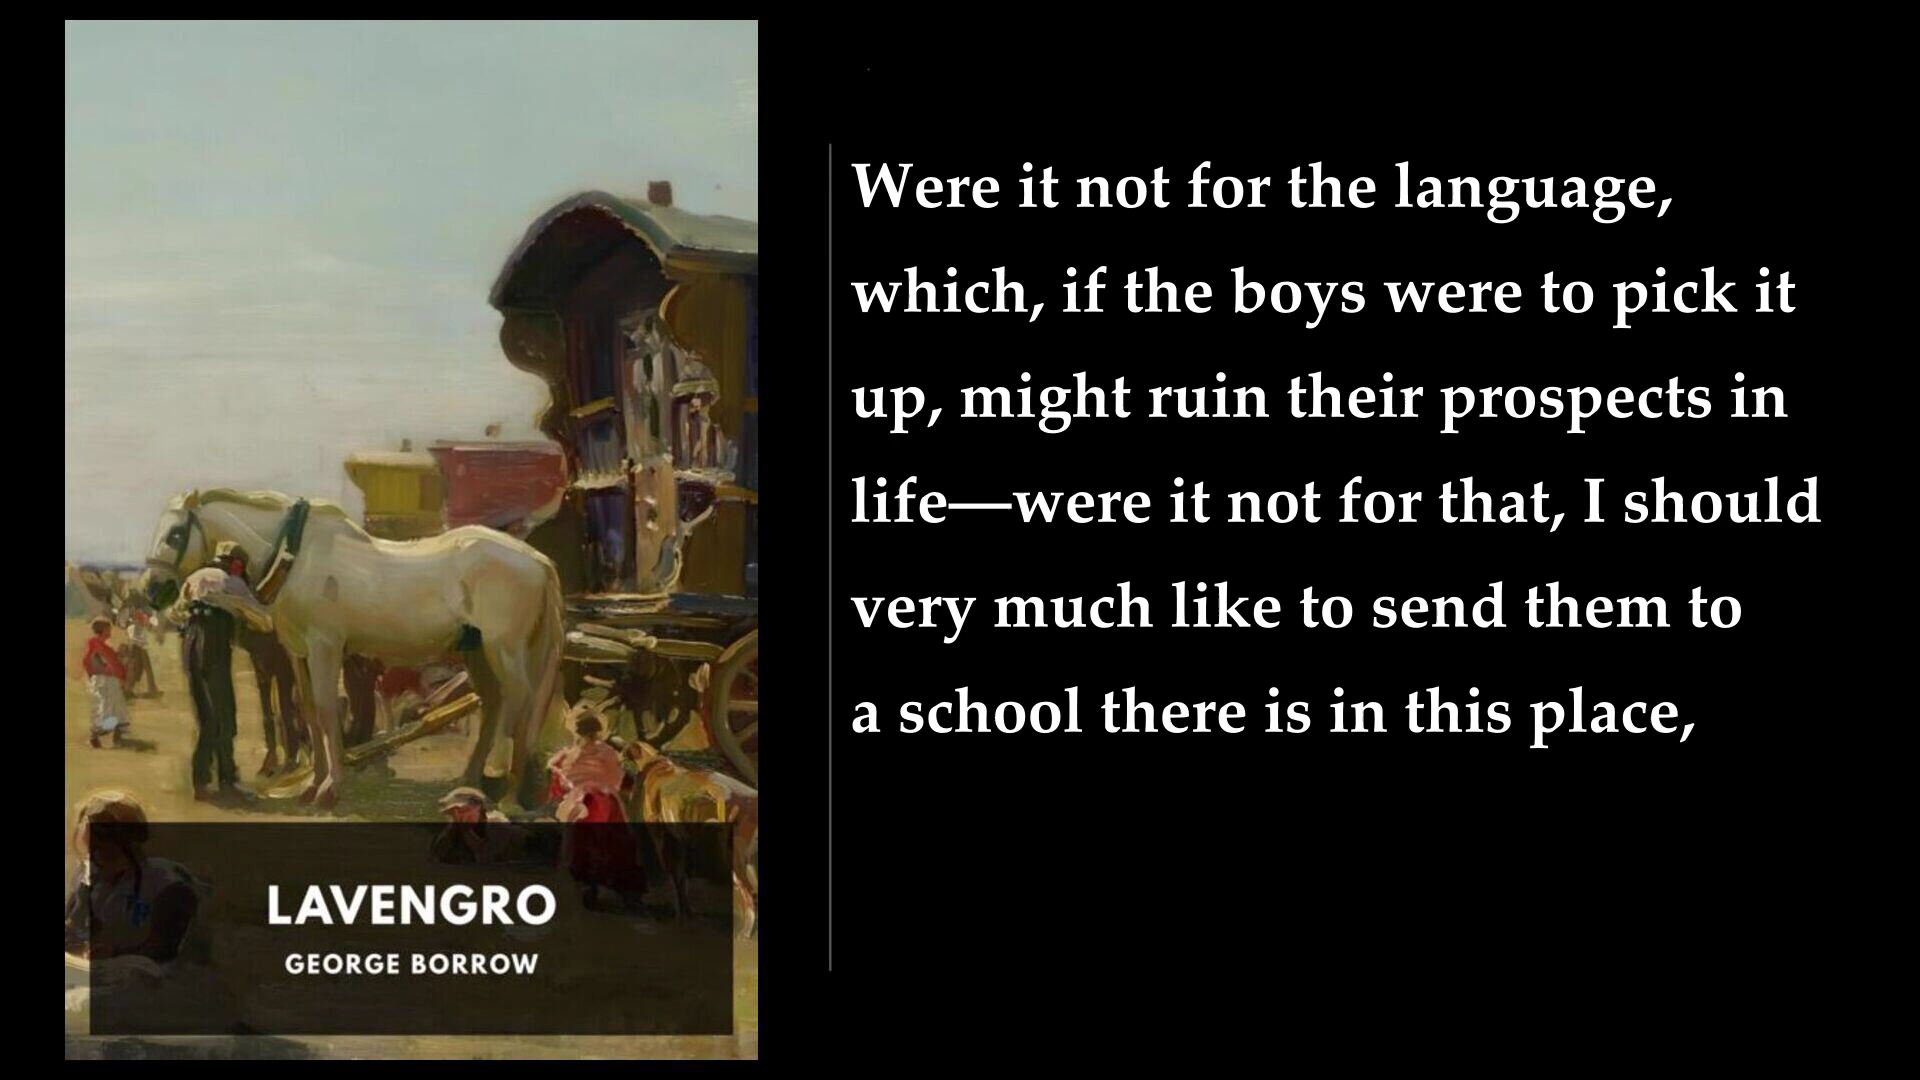 LAVENGRO
GEORGE BORROW
Were it not for the language,
which, if the boys were to pick it
up, might ruin their prospects in
life—were it not for that, I should
very much like to send them to
a school there is in this place,